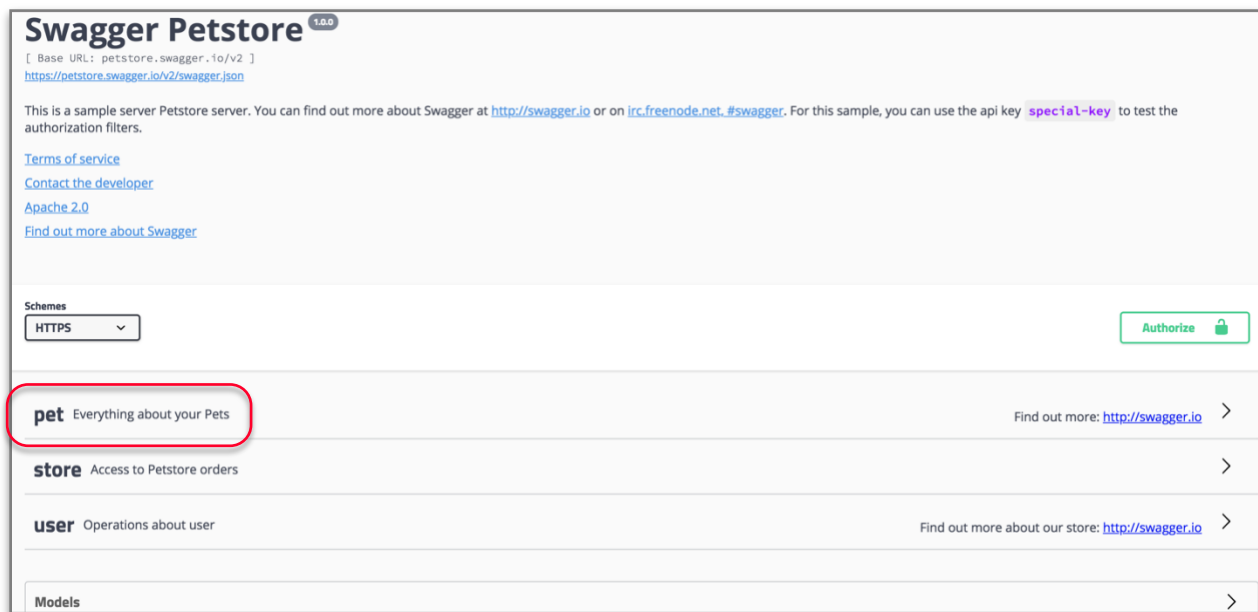 Swagger Petstore 1.0.0
[ Base URL: petstore.swagger.io/v2 ]
https://petstore.swagger.io/v2/swagger.json
This is a sample server Petstore server. You can find out more about Swagger at http://swagger.io or on irc.freenode.net, #swagger. For this sample, you can use the api key special-key to test the
authorization filters.
Terms of service
Contact the developer
Apache 2.0
Find out more about Swagger
Schemes
HTTPS
Authorize
pet Everything about your Pets Find out more: http://swagger.io
store Access to Petstore orders
user Operations about user Find out more about our store: http://swagger.io
Models